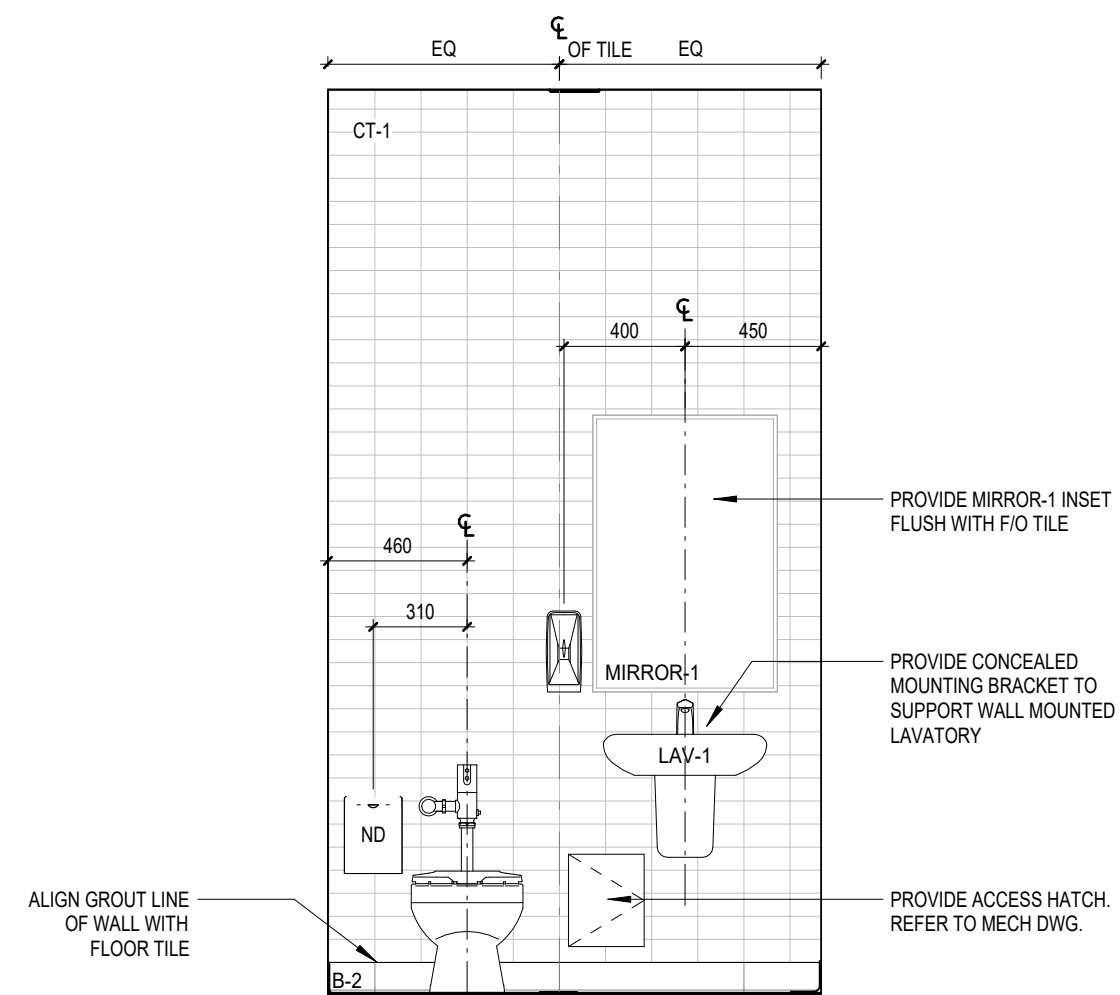 ℄
EQ
OF TILE
EQ
CT-1
℄
400
450
PROVIDE MIRROR-1 INSET
FLUSH WITH F/O TILE
℄
460
310
MIRROR-1
PROVIDE CONCEALED
MOUNTING BRACKET TO
SUPPORT WALL MOUNTED
LAVATORY
LAV-1
ND
ALIGN GROUT LINE
OF WALL WITH
FLOOR TILE
PROVIDE ACCESS HATCH.
REFER TO MECH DWG.
B-2